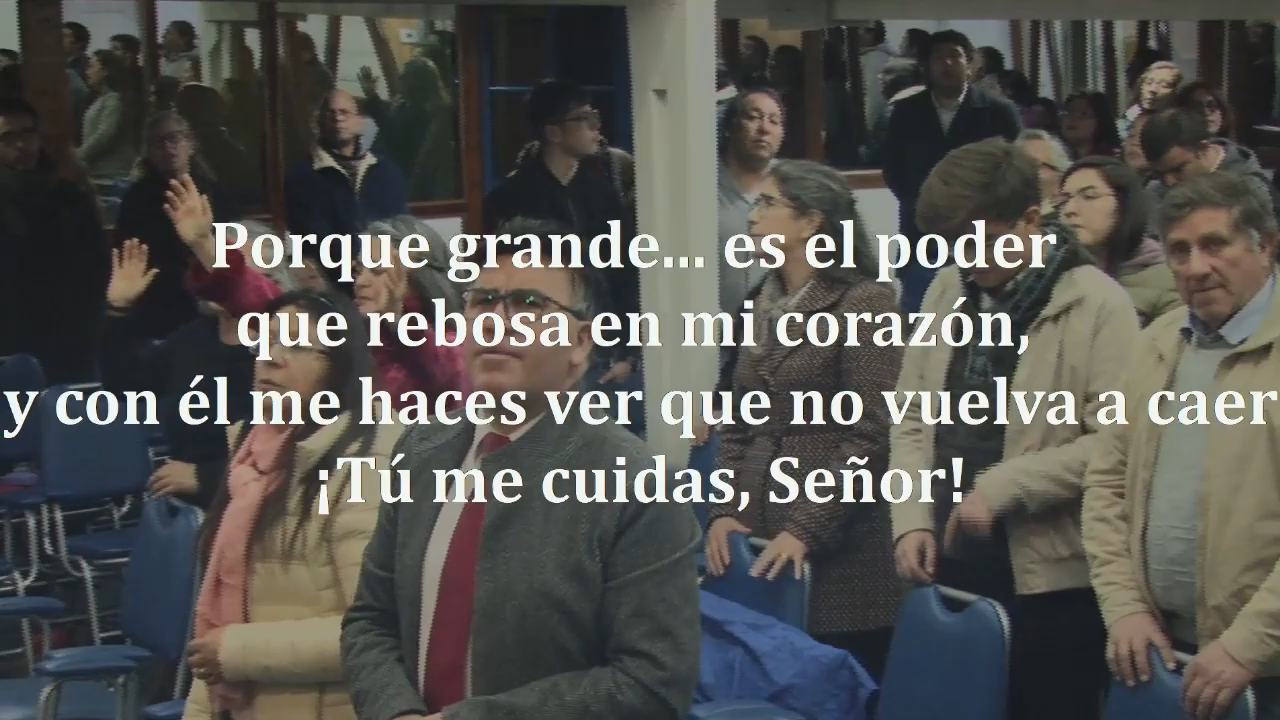 Porque grande... es el poder
que rebosa en mi corazón,
y con él me haces ver que no vuelva a caer
¡Tú me cuidas, Señor!